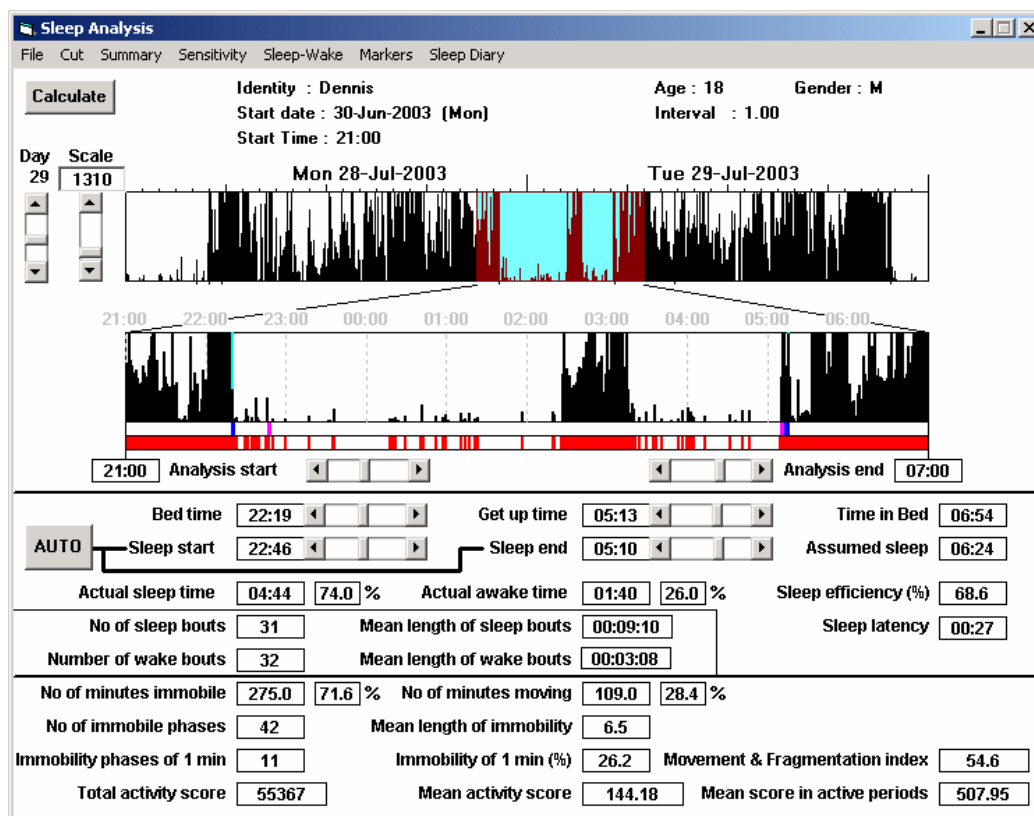 Sleep Analysis
File Cut Summary Sensitivity Sleep-Wake Markers Sleep Diary
Calculate
Identity : Dennis Age : 18 Gender : M
Start date : 30-Jun-2003 (Mon) Interval : 1.00
Start Time : 21:00
Day Scale
29 1310
Mon 28-Jul-2003 Tue 29-Jul-2003
21:00 22:00 23:00 00:00 01:00 02:00 03:00 04:00 05:00 06:00
21:00 Analysis start Analysis end 07:00
Bed time 22:19 Get up time 05:13 Time in Bed 06:54
AUTO Sleep start 22:46 Sleep end 05:10 Assumed sleep 06:24
Actual sleep time 04:44 74.0 % Actual awake time 01:40 26.0 % Sleep efficiency (%) 68.6
No of sleep bouts 31 Mean length of sleep bouts 00:09:10 Sleep latency 00:27
Number of wake bouts 32 Mean length of wake bouts 00:03:08
No of minutes immobile 275.0 71.6 % No of minutes moving 109.0 28.4 %
No of immobile phases 42 Mean length of immobility 6.5
Immobility phases of 1 min 11 Immobility of 1 min (%) 26.2 Movement & Fragmentation index 54.6
Total activity score 55367 Mean activity score 144.18 Mean score in active periods 507.95